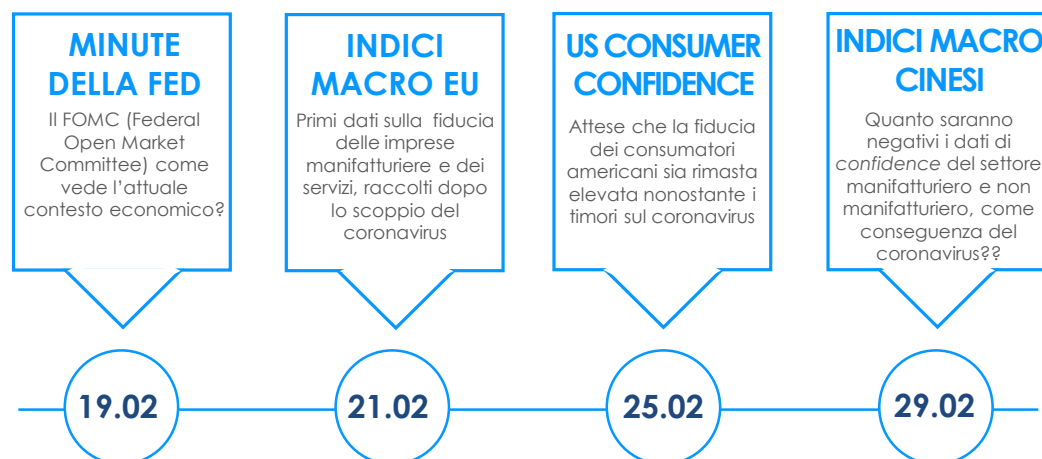 MINUTE
DELLA FED
Il FOMC (Federal
Open Market
Committee) come
vede l’attuale
contesto economico?
INDICI
MACRO EU
Primi dati sulla fiducia
delle imprese
manifatturiere e dei
servizi, raccolti dopo
lo scoppio del
coronavirus
US CONSUMER
CONFIDENCE
Attese che la fiducia
dei consumatori
americani sia rimasta
elevata nonostante i
timori sul coronavirus
INDICI MACRO
CINESI
Quanto saranno
negativi i dati di
confidence del settore
manifatturiero e non
manifatturiero, come
conseguenza del
coronavirus??
19.02
21.02
25.02
29.02